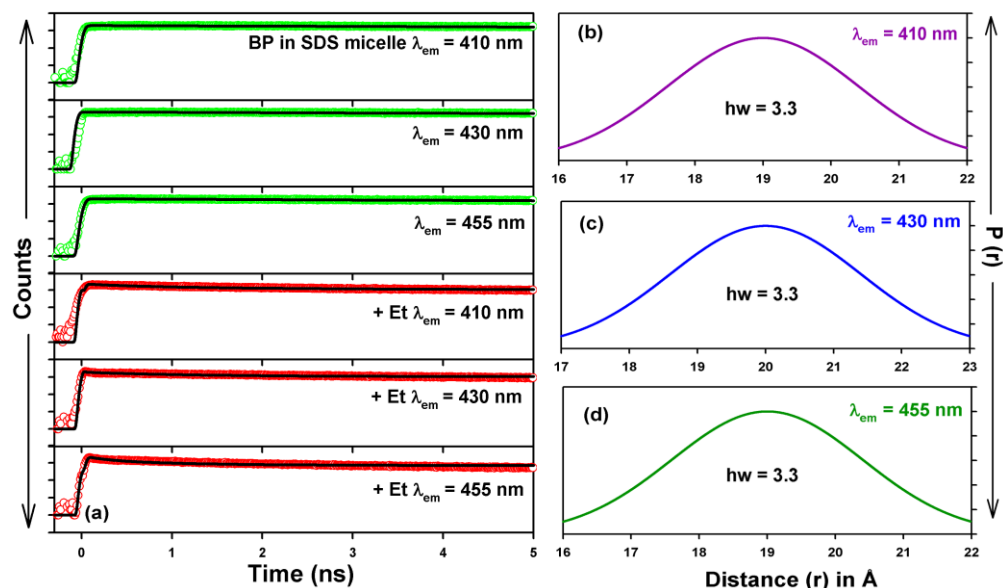 Counts
BP in SDS micelle λem = 410 nm
λem = 430 nm
λem = 455 nm
+ Et λem = 410 nm
+ Et λem = 430 nm
+ Et λem = 455 nm
(a)
0 1 2 3 4 5
Time (ns)
(b)
λem = 410 nm
hw = 3.3
16 17 18 19 20 21 22
(c)
λem = 430 nm
hw = 3.3
17 18 19 20 21 22 23
(d)
λem = 455 nm
hw = 3.3
16 17 18 19 20 21 22
Distance (r) in Å
P (r)